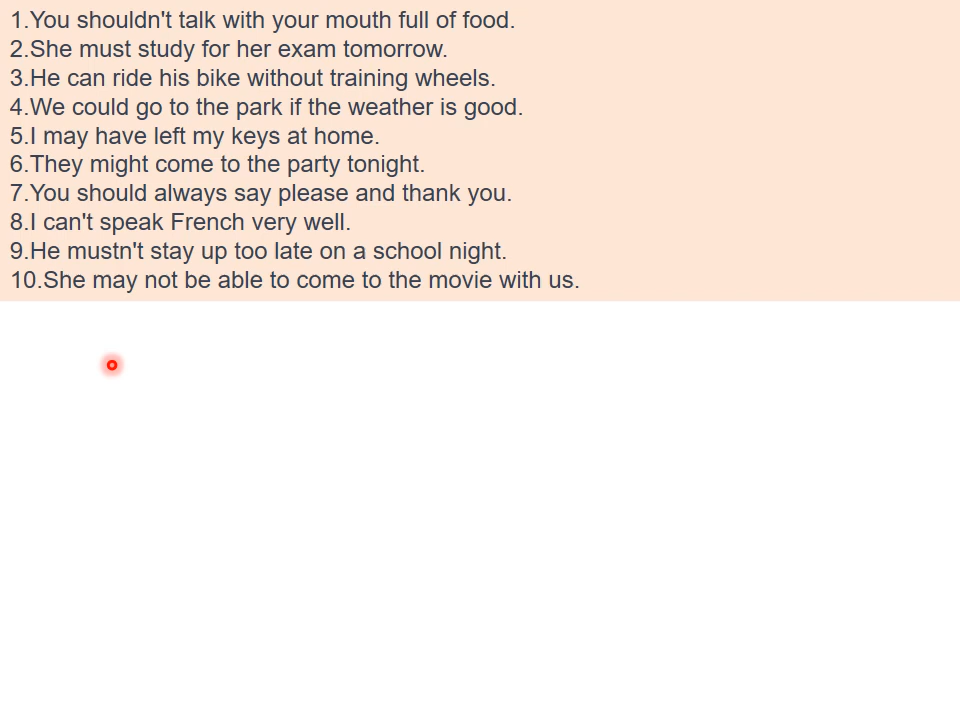 1.You shouldn't talk with your mouth full of food.
2.She must study for her exam tomorrow.
3.He can ride his bike without training wheels.
4.We could go to the park if the weather is good.
5.I may have left my keys at home.
6.They might come to the party tonight.
7.You should always say please and thank you.
8.I can't speak French very well.
9.He mustn't stay up too late on a school night.
10.She may not be able to come to the movie with us.